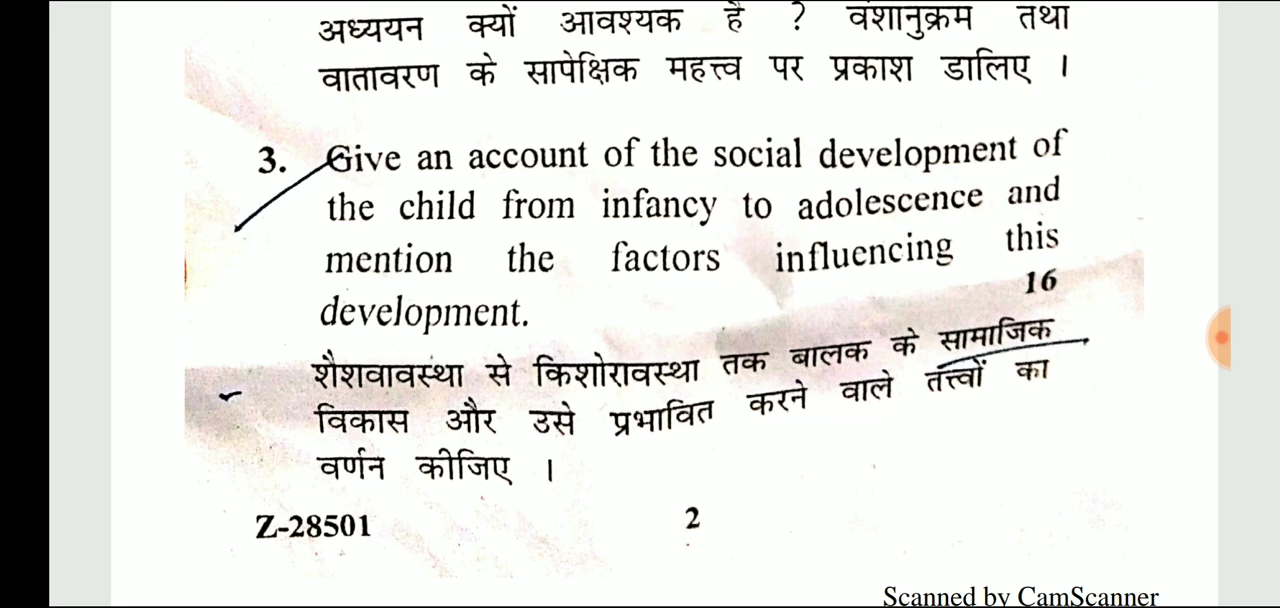 अध्ययन क्यों आवश्यक है ? वंशानुक्रम तथा
वातावरण के सापेक्षिक महत्त्व पर प्रकाश डालिए ।
3. Give an account of the social development of
the child from infancy to adolescence and
mention the factors influencing this
development. 16
शैशवावस्था से किशोरावस्था तक बालक के सामाजिक
विकास और उसे प्रभावित करने वाले तत्त्वों का
वर्णन कीजिए ।
Z-28501 2
Scanned by CamScanner